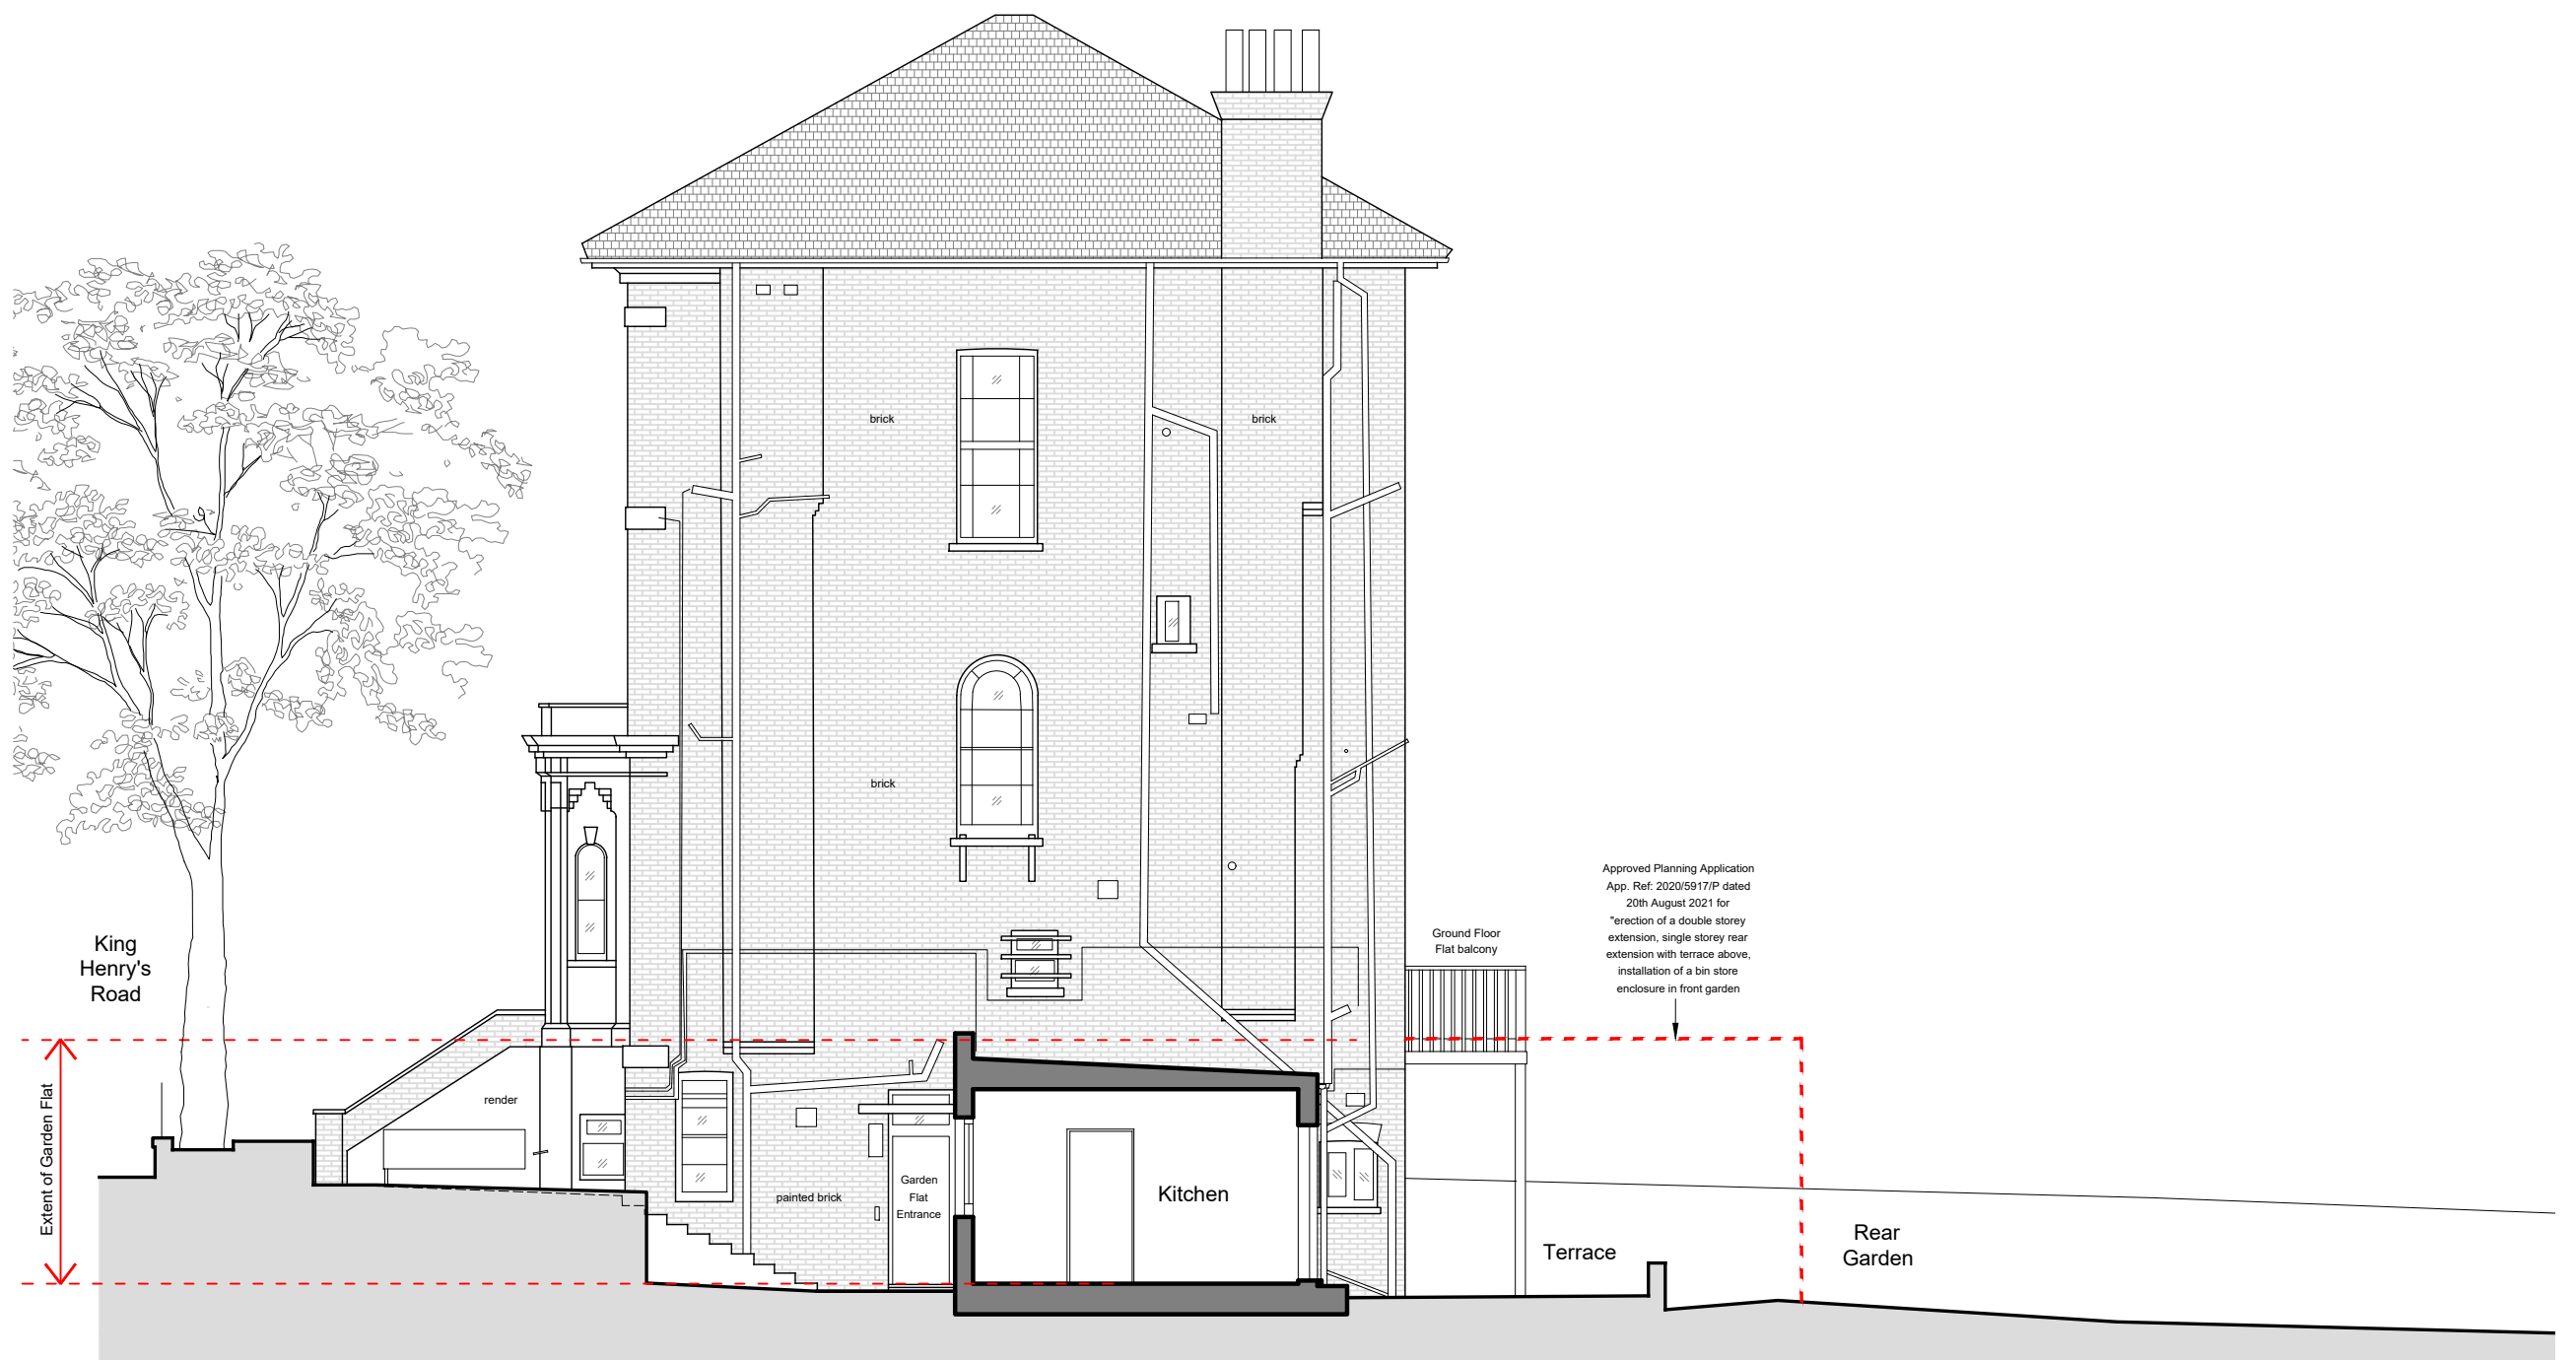 brick
brick
brick
Approved Planning Application
App. Ref: 2020/5917/P dated
20th August 2021 for
"erection of a double storey
extension, single storey rear
extension with terrace above,
installation of a bin store
enclosure in front garden
King
Henry's
Road
Ground Floor
Flat balcony
Extent of Garden Flat
render
painted brick
Garden
Flat
Entrance
Kitchen
Terrace
Rear
Garden